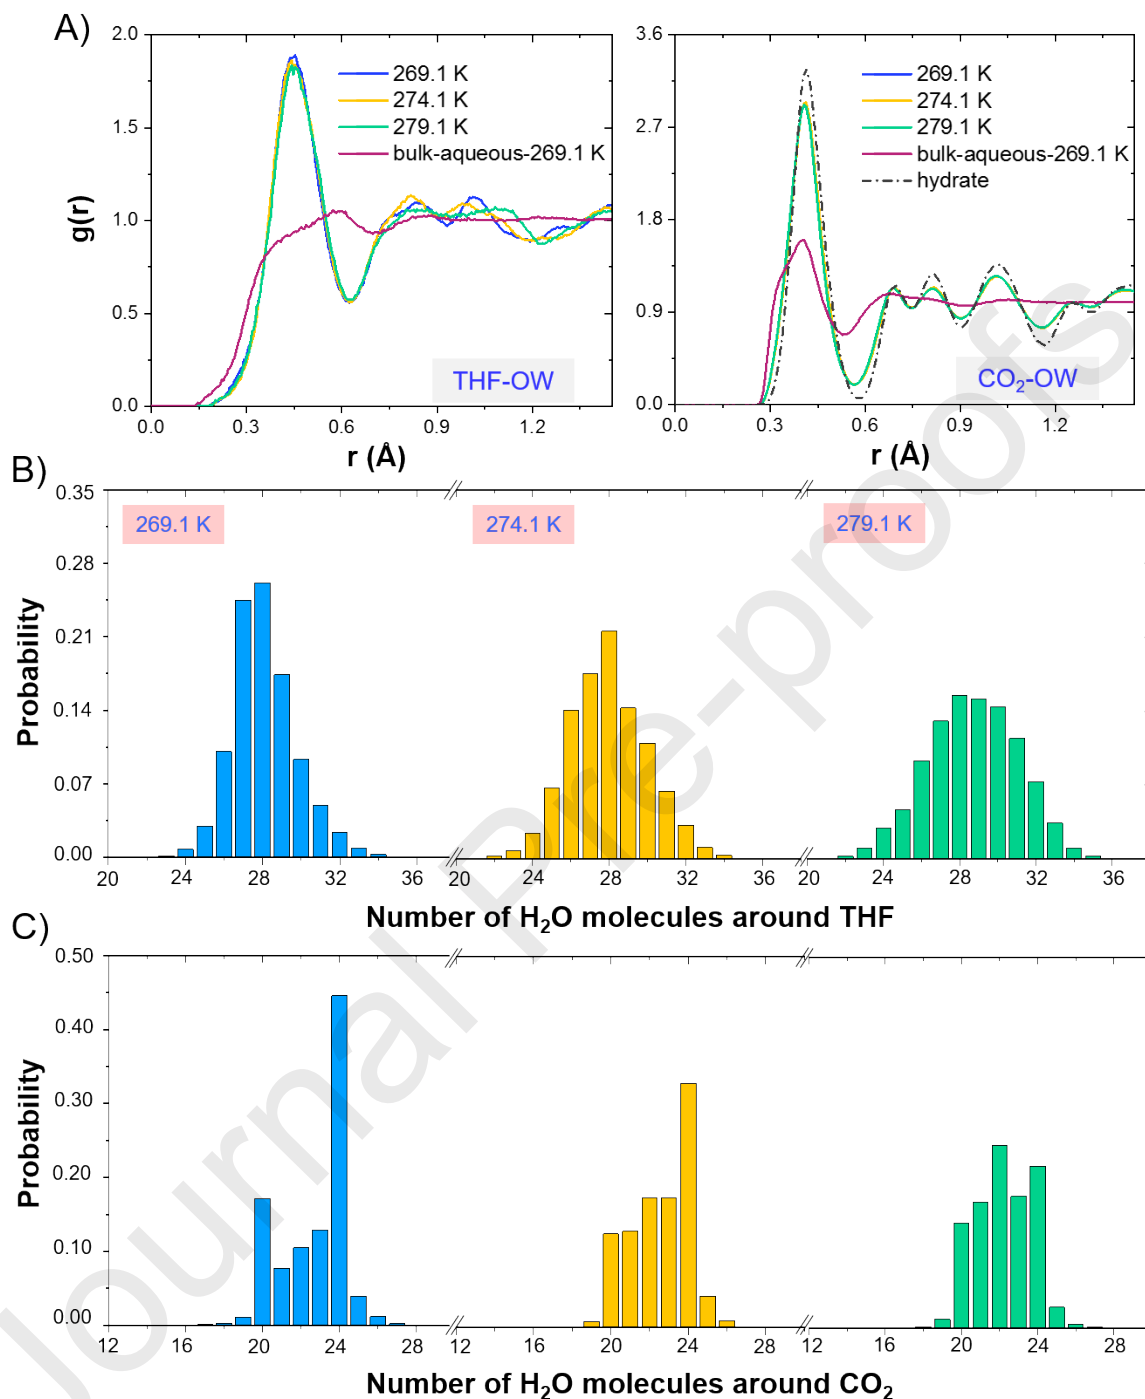 A)
2.0
1.5
1.0
0.5
0.0
g(r)
269.1 K
274.1 K
279.1 K
bulk-aqueous-269.1 K
THF-OW
0.0 0.3 0.6 0.9 1.2
r (Å)
3.6
2.7
1.8
0.9
0.0
269.1 K
274.1 K
279.1 K
bulk-aqueous-269.1 K
hydrate
CO₂-OW
0.0 0.3 0.6 0.9 1.2
r (Å)
B)
0.35
0.28
0.21
0.14
0.07
0.00
Probability
269.1 K
274.1 K
279.1 K
20 24 28 32 36 20 24 28 32 36 20 24 28 32 36
Number of H₂O molecules around THF
C)
0.50
0.40
0.30
0.20
0.10
0.00
Probability
12 16 20 24 28 12 16 20 24 28 12 16 20 24 28
Number of H₂O molecules around CO₂
Journal Pre-proofs